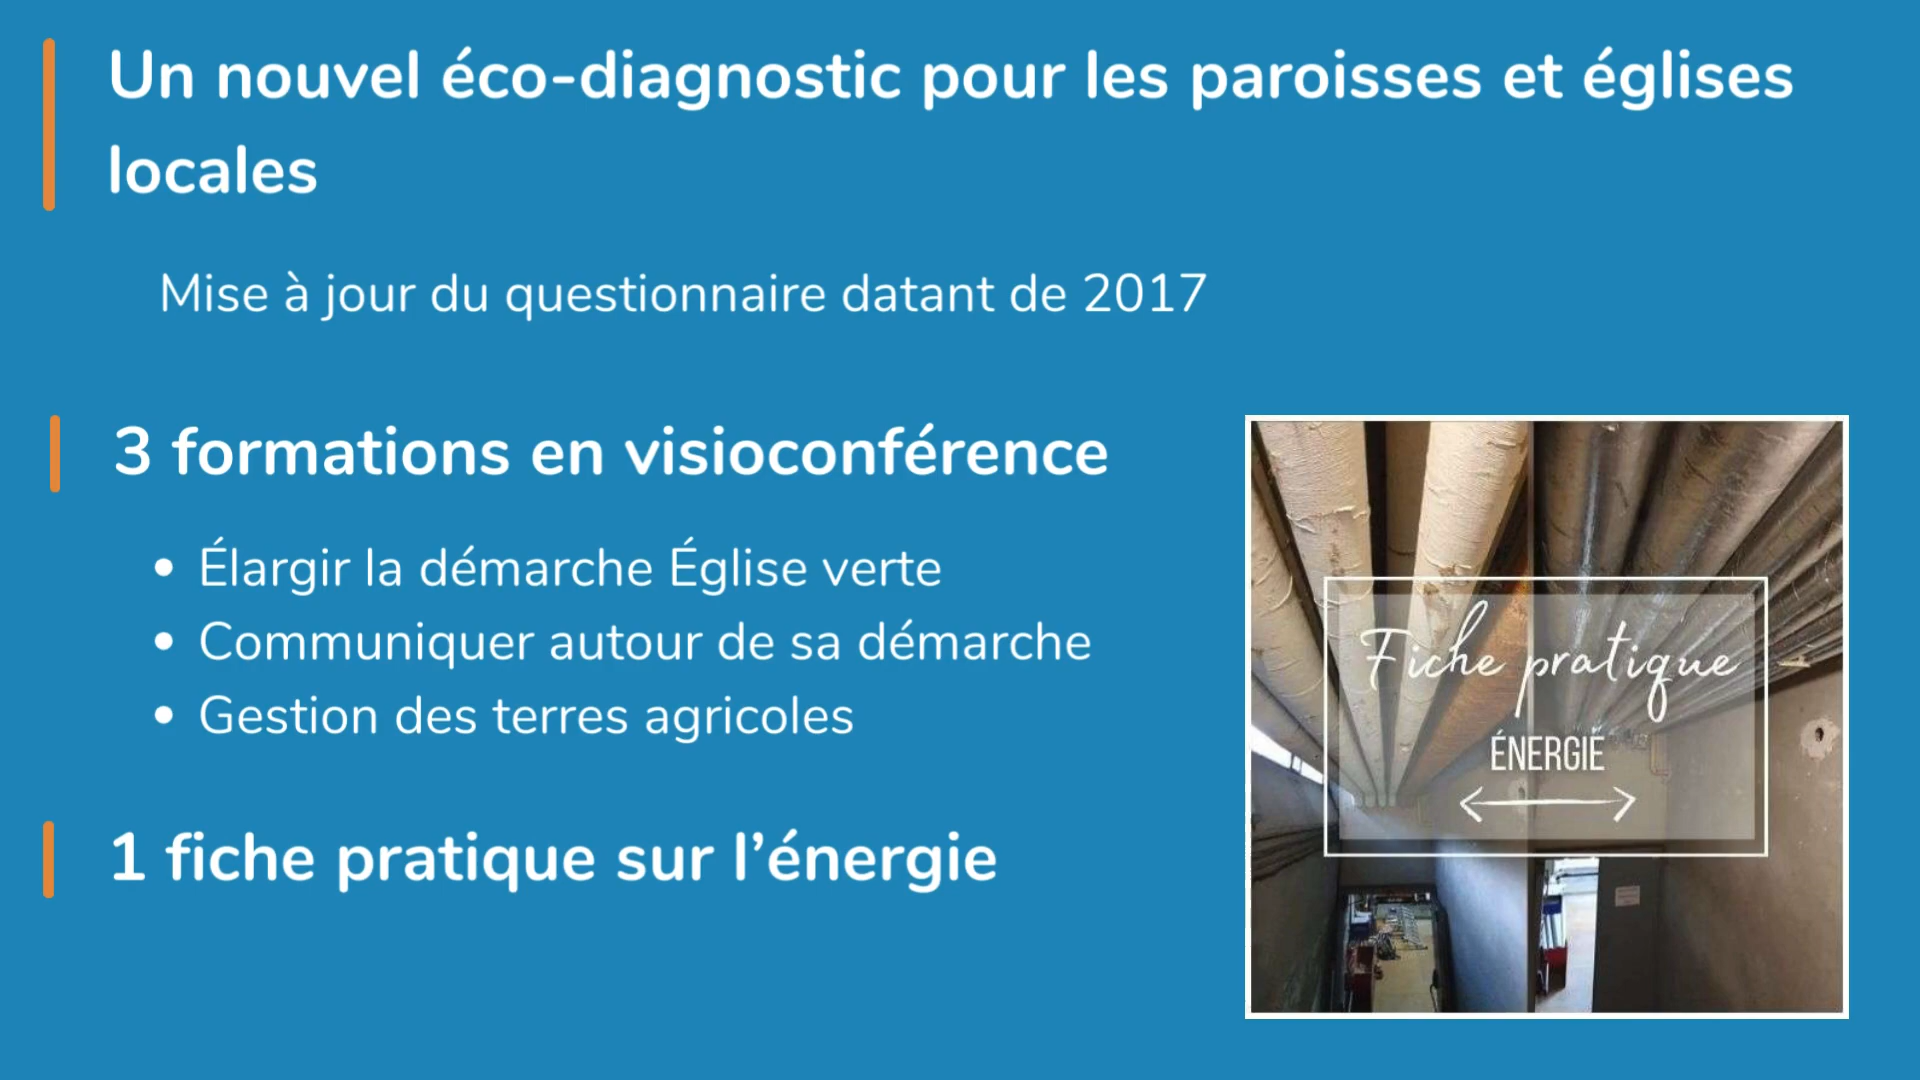 Un nouvel éco-diagnostic pour les paroisses et églises
locales
Mise à jour du questionnaire datant de 2017
3 formations en visioconférence
• Élargir la démarche Église verte
• Communiquer autour de sa démarche
• Gestion des terres agricoles
1 fiche pratique sur l’énergie
Fiche pratique
ÉNERGIE